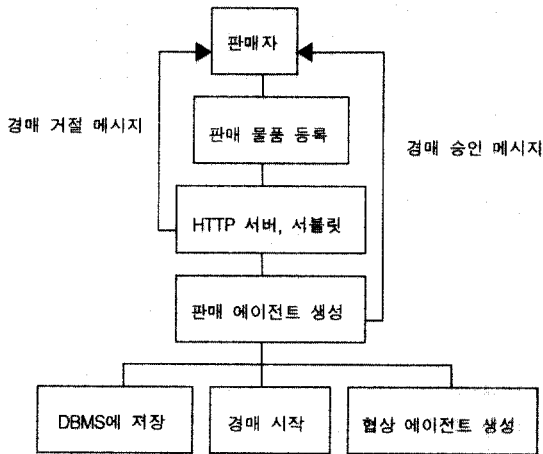 판매자
경매 거절 메시지
판매 물품 등록
경매 승인 메시지
HTTP 서버, 서블릿
판매 에이전트 생성
DBMS에 저장
경매 시작
협상 에이전트 생성